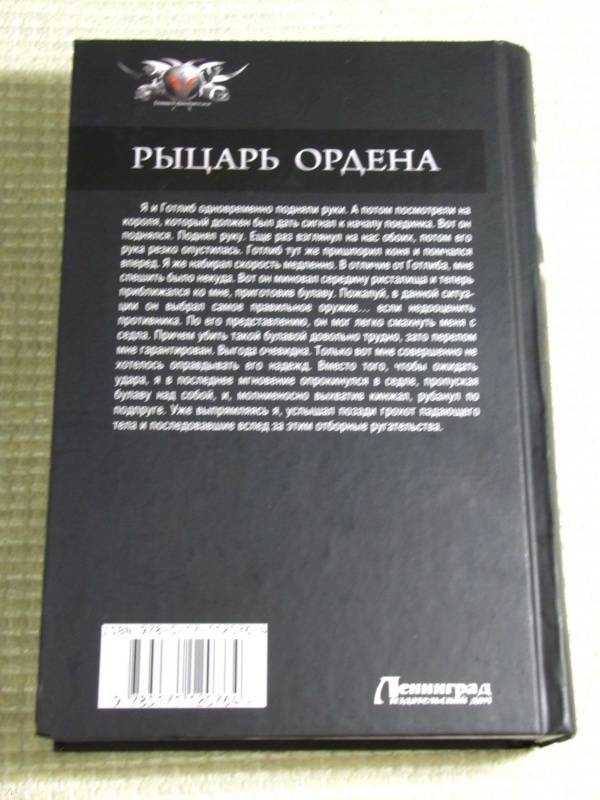 РЫЦАРЬ ОРДЕНА
Я и Готлиб одновременно подняли руки. А потом посмотрели на
короля, который должен был дать сигнал к началу поединка. Вот он
поднялся. Поднял руку. Еще раз взглянул на нас обоих, потом его
рука резко опустилась. Готлиб тут же пришпорил коня и помчался
вперед. Я же набирал скорость медленно. В отличие от Готлиба, мне
спешить было некуда. Вот он миновал середину ристалища и теперь
приближался ко мне, приготовив булаву. Пожалуй, в данной ситуа-
ции он выбрал самое правильное оружие... если недооценить
противника. По его представлению, он мог легко смахнуть меня с
седла. Причем убить такой булавой довольно трудно, зато перелом
мне гарантирован. Выгода очевидна. Только вот мне совершенно не
хотелось оправдывать его надежд. Вместо того, чтобы ожидать
удара, я в последнее мгновение опрокинулся в седле, пропуская
булаву над собой, и, молниеносно выхватив кинжал, рубанул по
подпруге. Уже выпрямляясь я, услышал позади грохот падающего
тела и последовавшие вслед за этим отборные ругательства.
ISBN
Ленинград
издательский дом